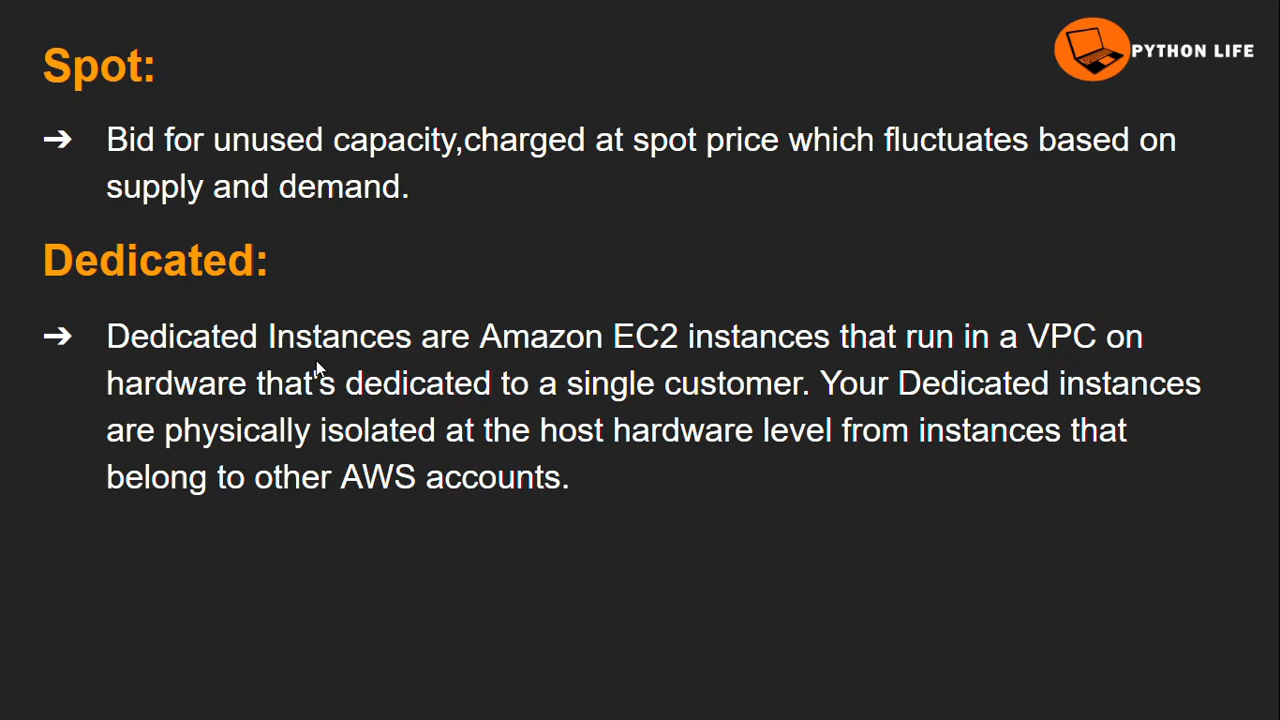 PYTHON LIFE
Spot:
➔ Bid for unused capacity,charged at spot price which fluctuates based on
supply and demand.
Dedicated:
➔ Dedicated Instances are Amazon EC2 instances that run in a VPC on
hardware that's dedicated to a single customer. Your Dedicated instances
are physically isolated at the host hardware level from instances that
belong to other AWS accounts.